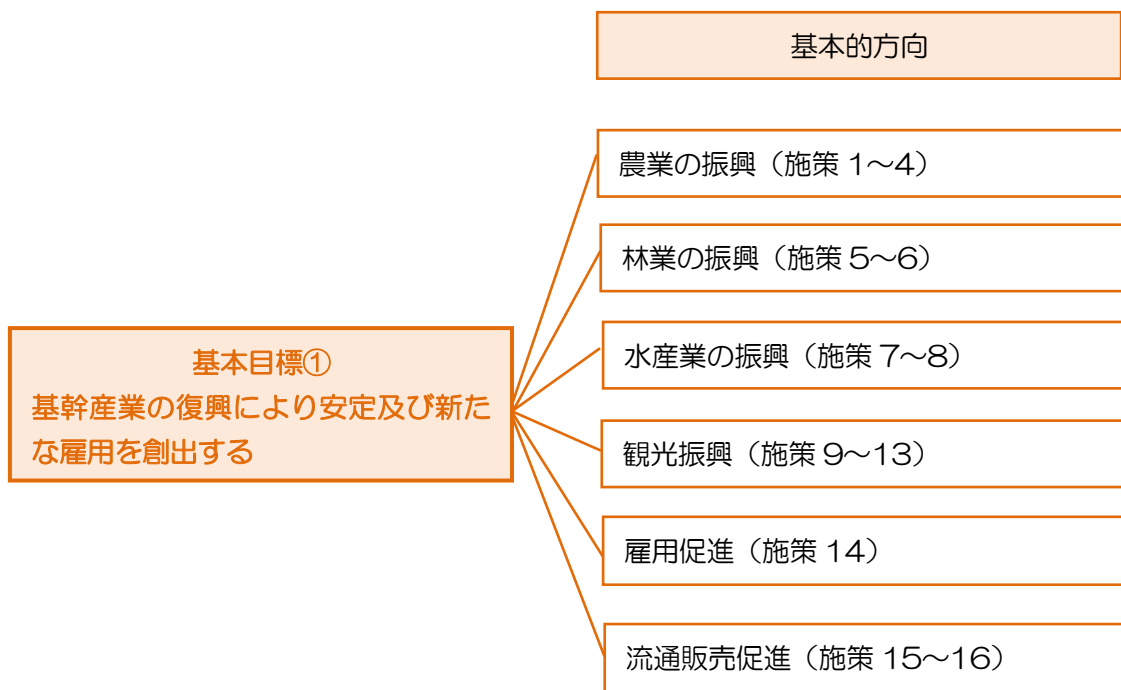 基本的方向
農業の振興（施策 1～4）
林業の振興（施策 5～6）
水産業の振興（施策 7～8）
基本目標①
基幹産業の復興により安定及び新た
な雇用を創出する
観光振興（施策 9～13）
雇用促進（施策 14）
流通販売促進（施策 15～16）